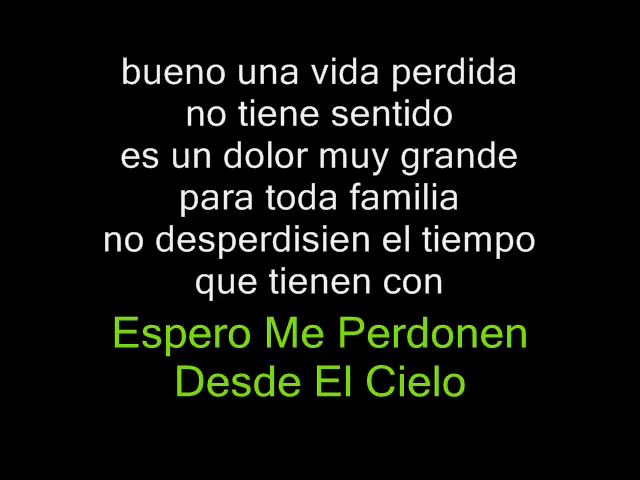 bueno una vida perdida
no tiene sentido
es un dolor muy grande
para toda familia
no desperdisien el tiempo
que tienen con
Espero Me Perdonen
Desde El Cielo